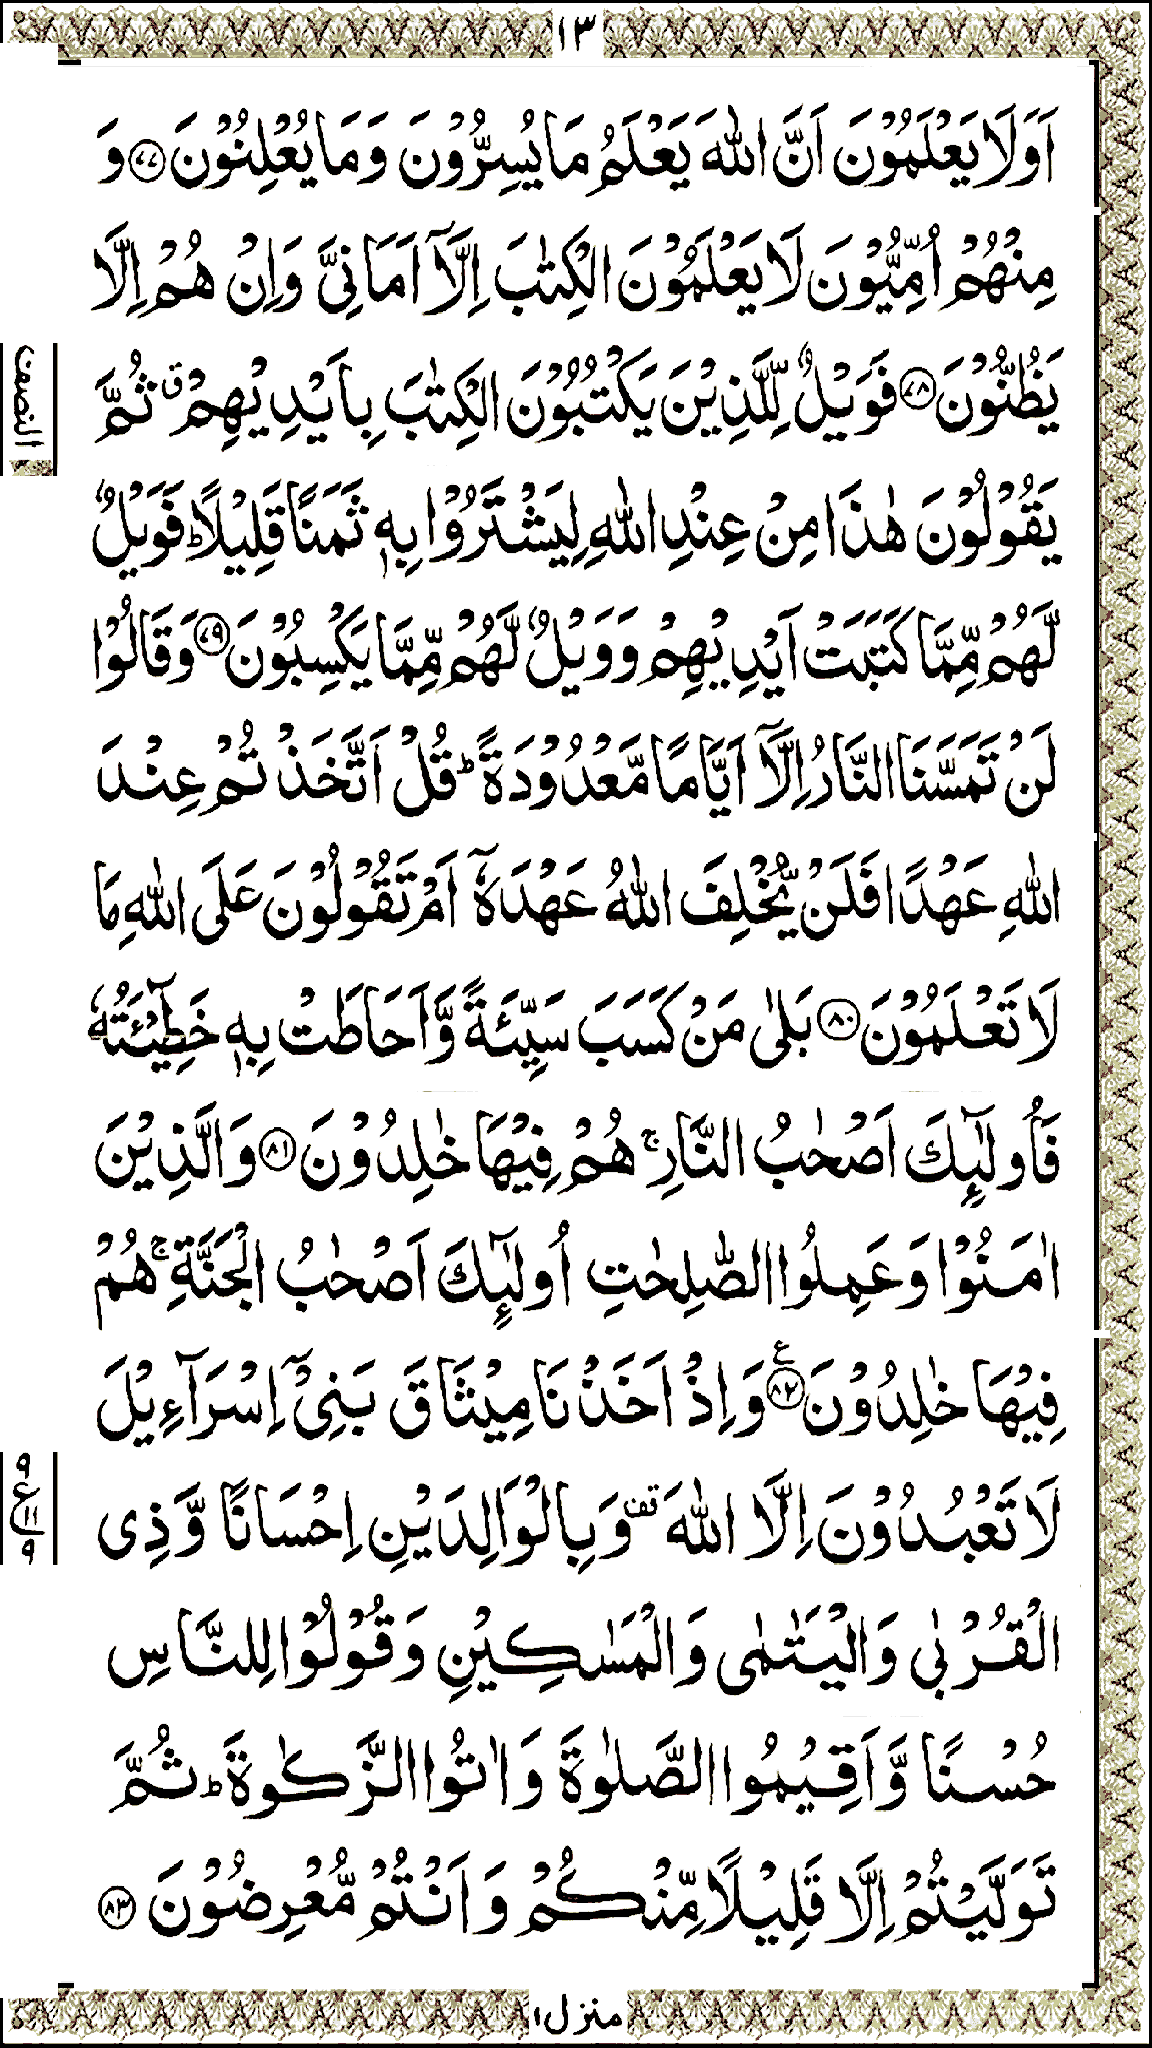 ١٣
اَوَلَا يَعْلَمُوْنَ اَنَّ اللّٰهَ يَعْلَمُ مَا يُسِرُّوْنَ وَمَا يُعْلِنُوْنَ ﴿٧٧﴾ وَ
مِنْهُمْ اُمِّيُّوْنَ لَا يَعْلَمُوْنَ الْكِتٰبَ اِلَّاۤ اَمَانِيَّ وَاِنْ هُمْ اِلَّا
يَظُنُّوْنَ ﴿٧٨﴾ فَوَيْلٌ لِّلَّذِيْنَ يَكْتُبُوْنَ الْكِتٰبَ بِاَيْدِيْهِمْ ق ثُمَّ
النصف
يَقُوْلُوْنَ هٰذَا مِنْ عِنْدِ اللّٰهِ لِيَشْتَرُوْا بِهٖ ثَمَنًا قَلِيْلًا ؕ فَوَيْلٌ
لَّهُمْ مِّمَّا كَتَبَتْ اَيْدِيْهِمْ وَوَيْلٌ لَّهُمْ مِّمَّا يَكْسِبُوْنَ ﴿٧٩﴾ وَقَالُوْا
لَنْ تَمَسَّنَا النَّارُ اِلَّاۤ اَيَّامًا مَّعْدُوْدَةً ؕ قُلْ اَتَّخَذْتُمْ عِنْدَ
اللّٰهِ عَهْدًا فَلَنْ يُّخْلِفَ اللّٰهُ عَهْدَهٗۤ اَمْ تَقُوْلُوْنَ عَلَى اللّٰهِ مَا
لَا تَعْلَمُوْنَ ﴿٨٠﴾ بَلٰى مَنْ كَسَبَ سَيِّئَةً وَّاَحَاطَتْ بِهٖ خَطِيْٓئَتُهٗ
فَاُولٰٓئِكَ اَصْحٰبُ النَّارِ ۚ هُمْ فِيْهَا خٰلِدُوْنَ ﴿٨١﴾ وَالَّذِيْنَ
اٰمَنُوْا وَعَمِلُوا الصّٰلِحٰتِ اُولٰٓئِكَ اَصْحٰبُ الْجَنَّةِ ۚ هُمْ
فِيْهَا خٰلِدُوْنَ ﴿٨٢﴾ ع وَاِذْ اَخَذْنَا مِيْثَاقَ بَنِيْۤ اِسْرَآءِيْلَ
لَا تَعْبُدُوْنَ اِلَّا اللّٰهَ قف وَبِالْوَالِدَيْنِ اِحْسَانًا وَّذِى
٩ ع ١١ ٩
الْقُرْبٰى وَالْيَتٰمٰى وَالْمَسٰكِيْنِ وَقُوْلُوْا لِلنَّاسِ
حُسْنًا وَّاَقِيْمُوا الصَّلٰوةَ وَاٰتُوا الزَّكٰوةَ ؕ ثُمَّ
تَوَلَّيْتُمْ اِلَّا قَلِيْلًا مِّنْكُمْ وَاَنْتُمْ مُّعْرِضُوْنَ ﴿٨٣﴾
منزل ١